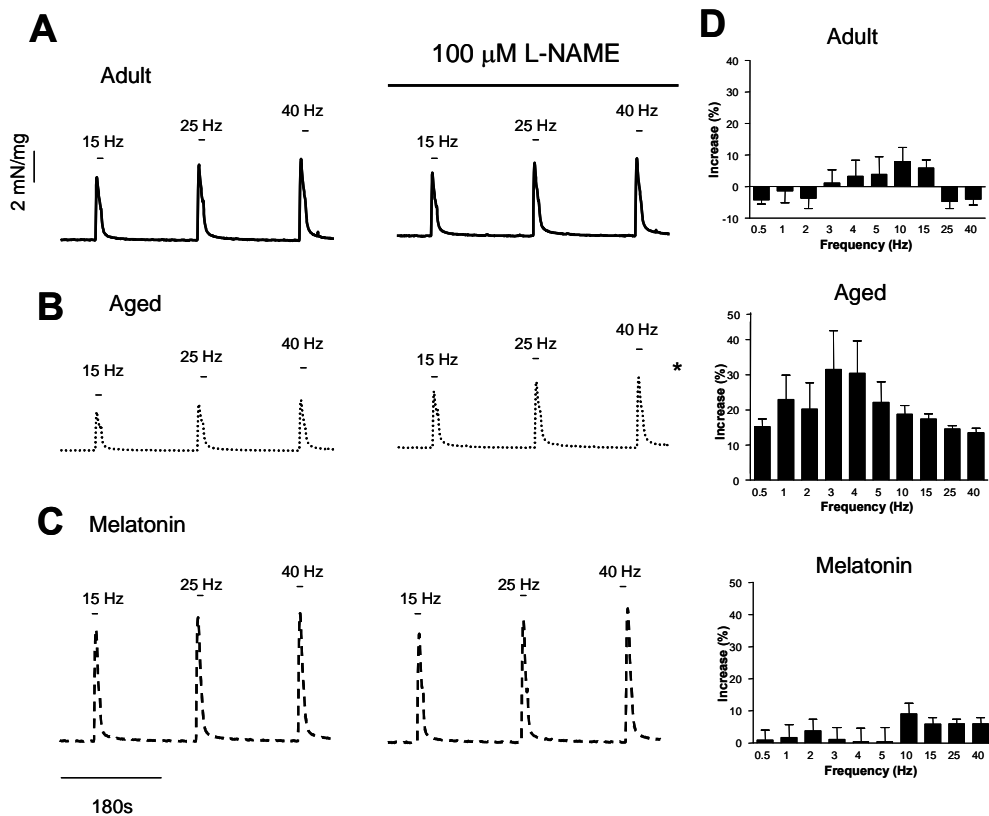 A
Adult
100 μM L-NAME
2 mN/mg
15 Hz
25 Hz
40 Hz
15 Hz
25 Hz
40 Hz
B
Aged
15 Hz
25 Hz
40 Hz
15 Hz
25 Hz
40 Hz
*
C
Melatonin
15 Hz
25 Hz
40 Hz
15 Hz
25 Hz
40 Hz
180s
D
Adult
Increase (%)
40
30
20
10
0
-10
0.5 1 2 3 4 5 10 15 25 40
Frequency (Hz)
Aged
Increase (%)
50
40
30
20
10
0
0.5 1 2 3 4 5 10 15 25 40
Frequency (Hz)
Melatonin
Increase (%)
50
40
30
20
10
0
0.5 1 2 3 4 5 10 15 25 40
Frequency (Hz)